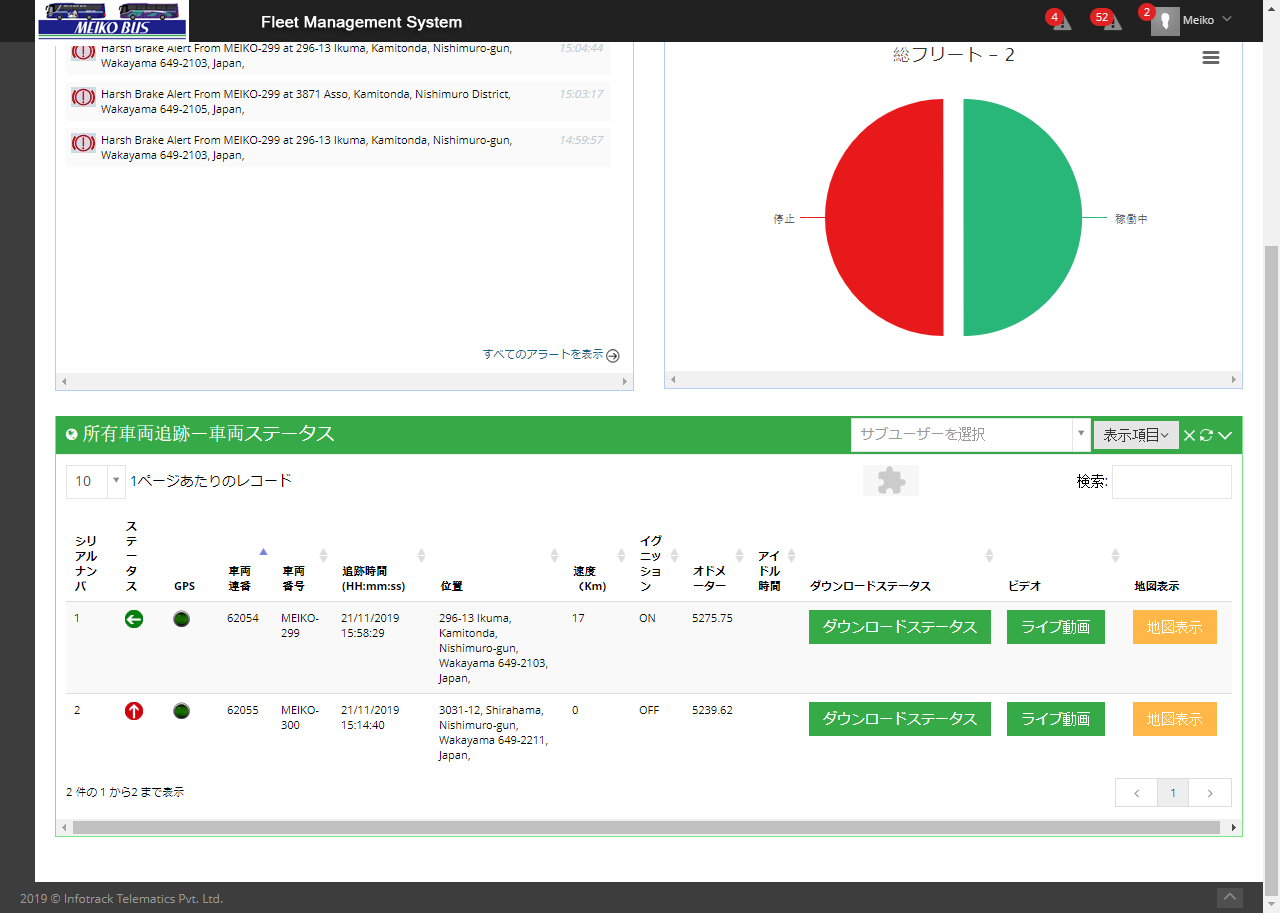 MEIKO BUS
Fleet Management System
4
52
2
Meiko
Harsh Brake Alert From MEIKO-299 at 296-13 Ikuma, Kamitonda, Nishimuro-gun,
Wakayama 649-2103, Japan,
15:04:44
Harsh Brake Alert From MEIKO-299 at 3871 Asso, Kamitonda, Nishimuro District,
Wakayama 649-2105, Japan,
15:03:17
Harsh Brake Alert From MEIKO-299 at 296-13 Ikuma, Kamitonda, Nishimuro-gun,
Wakayama 649-2103, Japan,
14:59:57
すべてのアラートを表示
総フリート – 2
停止
稼働中
所有車両追跡ー車両ステータス
サブユーザーを選択
表示項目
10
1ページあたりのレコード
検索:
シリ
アル
ナン
バ
ス
テ
ー
タ
ス
GPS
車両
連番
車両
番号
追跡時間
(HH:mm:ss)
位置
速度
（Km)
イグ
ニッ
ショ
ン
オドメ
ーター
アイ
ドル
時間
ダウンロードステータス
ビデオ
地図表示
1
62054
MEIKO-
299
21/11/2019
15:58:29
296-13 Ikuma,
Kamitonda,
Nishimuro-gun,
Wakayama 649-2103,
Japan,
17
ON
5275.75
ダウンロードステータス
ライブ動画
地図表示
2
62055
MEIKO-
300
21/11/2019
15:14:40
3031-12, Shirahama,
Nishimuro-gun,
Wakayama 649-2211,
Japan,
0
OFF
5239.62
ダウンロードステータス
ライブ動画
地図表示
2 件の 1 から2 まで表示
1
2019 © Infotrack Telematics Pvt. Ltd.